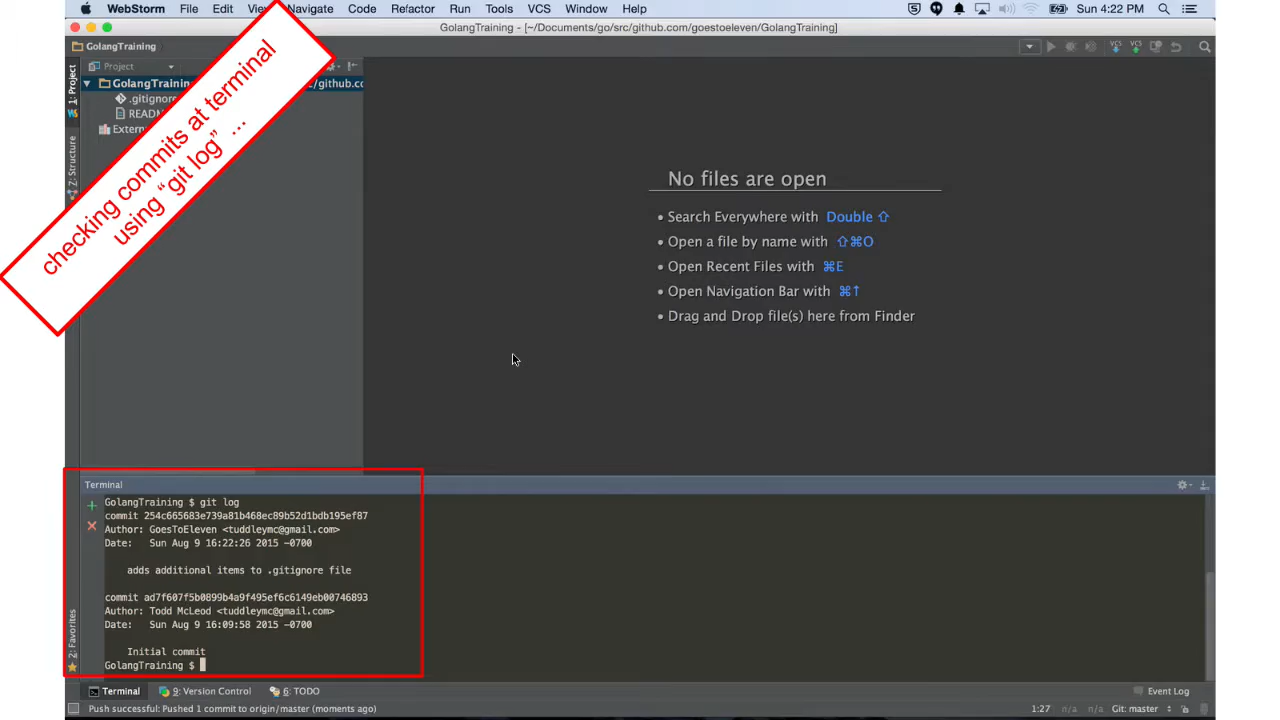 WebStorm File Edit View Navigate Code Refactor Run Tools VCS Window Help Sun 4:22 PM
GolangTraining - [~/Documents/go/src/github.com/goestoeleven/GolangTraining]
GolangTraining
Project
GolangTraining
.gitignore
1: Project
Z: Structure
2: Favorites
checking commits at terminal
using “git log” ...
No files are open
• Search Everywhere with Double ⇧
• Open a file by name with ⇧⌘O
• Open Recent Files with ⌘E
• Open Navigation Bar with ⌘↑
• Drag and Drop file(s) here from Finder
Terminal
GolangTraining $ git log
commit 254c665683e739a81b468ec89b52d1bdb195ef87
Author: GoesToEleven <tuddleymc@gmail.com>
Date: Sun Aug 9 16:22:26 2015 -0700
adds additional items to .gitignore file
commit ad7f607f5b0899b4a9f495ef6c6149eb00746893
Author: Todd McLeod <tuddleymc@gmail.com>
Date: Sun Aug 9 16:09:58 2015 -0700
Initial commit
GolangTraining $
Terminal 9: Version Control 6: TODO Event Log
Push successful: Pushed 1 commit to origin/master (moments ago) 1:27 n/a n/a Git: master